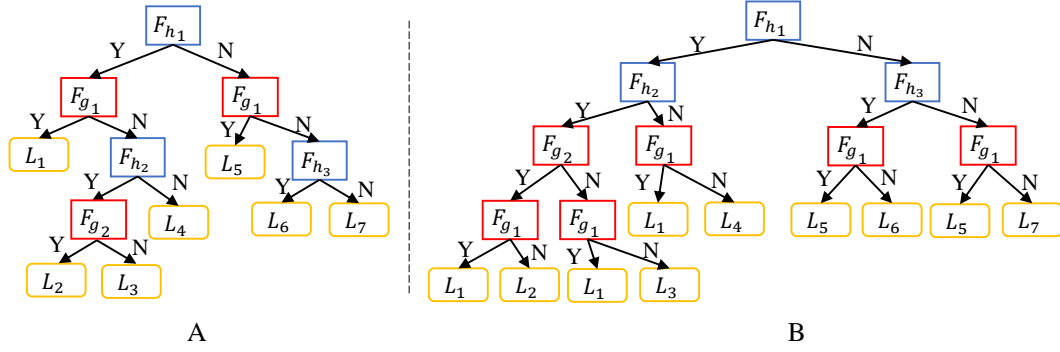 F_{h_1}
Y N
F_{g_1} F_{g_1}
Y N Y N
L_1 F_{h_2} L_5 F_{h_3}
Y N Y N
F_{g_2} L_4 L_6 L_7
Y N
L_2 L_3
A
F_{h_1}
Y N
F_{h_2} F_{h_3}
Y N Y N
F_{g_2} F_{g_1} F_{g_1} F_{g_1}
Y N Y N Y N Y N
F_{g_1} F_{g_1} L_1 L_4 L_5 L_6 L_5 L_7
Y N Y N
L_1 L_2 L_1 L_3
B